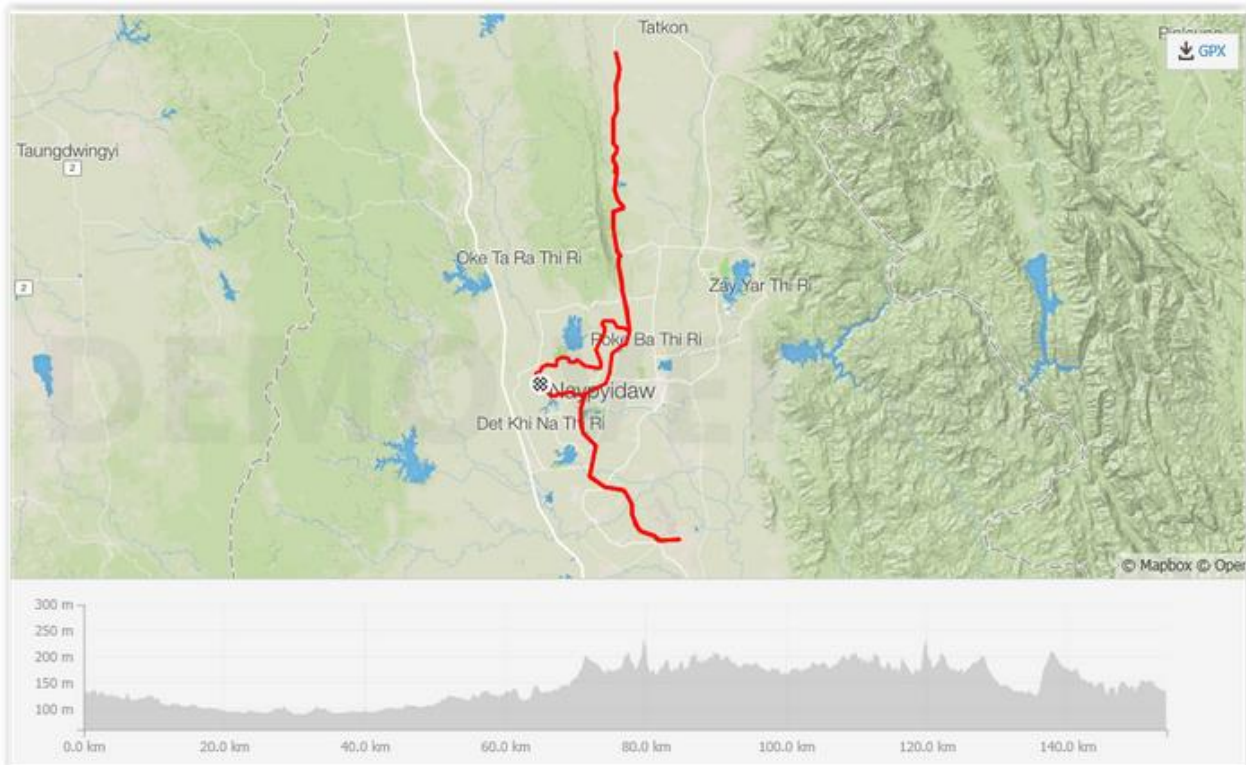 Tatkon
GPX
Taungdwingyi
2
Oke Ta Ra Thi Ri
2
Zay Yar Thi Ri
Poke Ba Thi Ri
Naypyidaw
Det Khi Na Thi Ri
© Mapbox © Oper
300 m
250 m
200 m
150 m
100 m
0.0 km 20.0 km 40.0 km 60.0 km 80.0 km 100.0 km 120.0 km 140.0 km